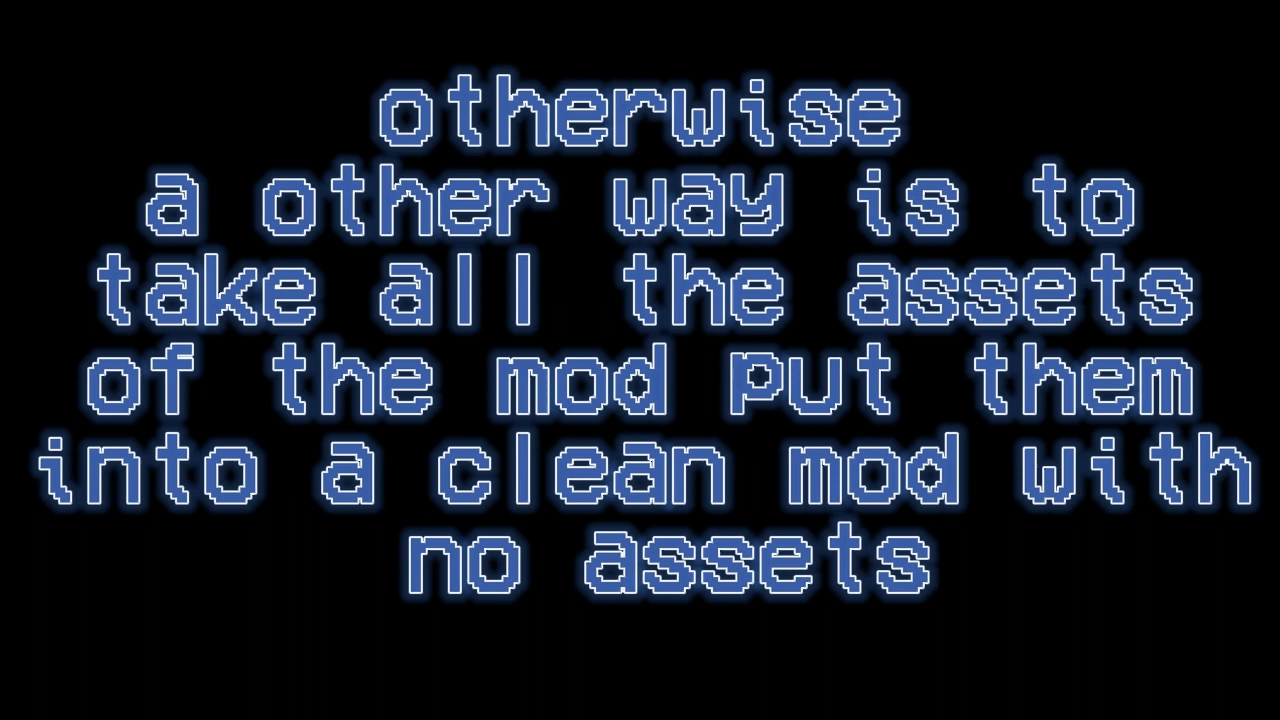 otherwise
a other way is to
take all the assets
of the mod put them
into a clean mod with
no assets